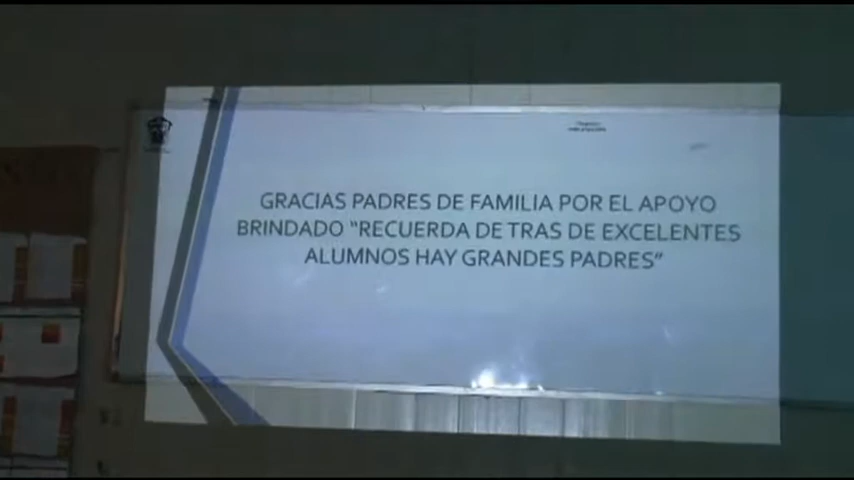 GRACIAS PADRES DE FAMILIA POR EL APOYO
BRINDADO "RECUERDA DE TRAS DE EXCELENTES
ALUMNOS HAY GRANDES PADRES"